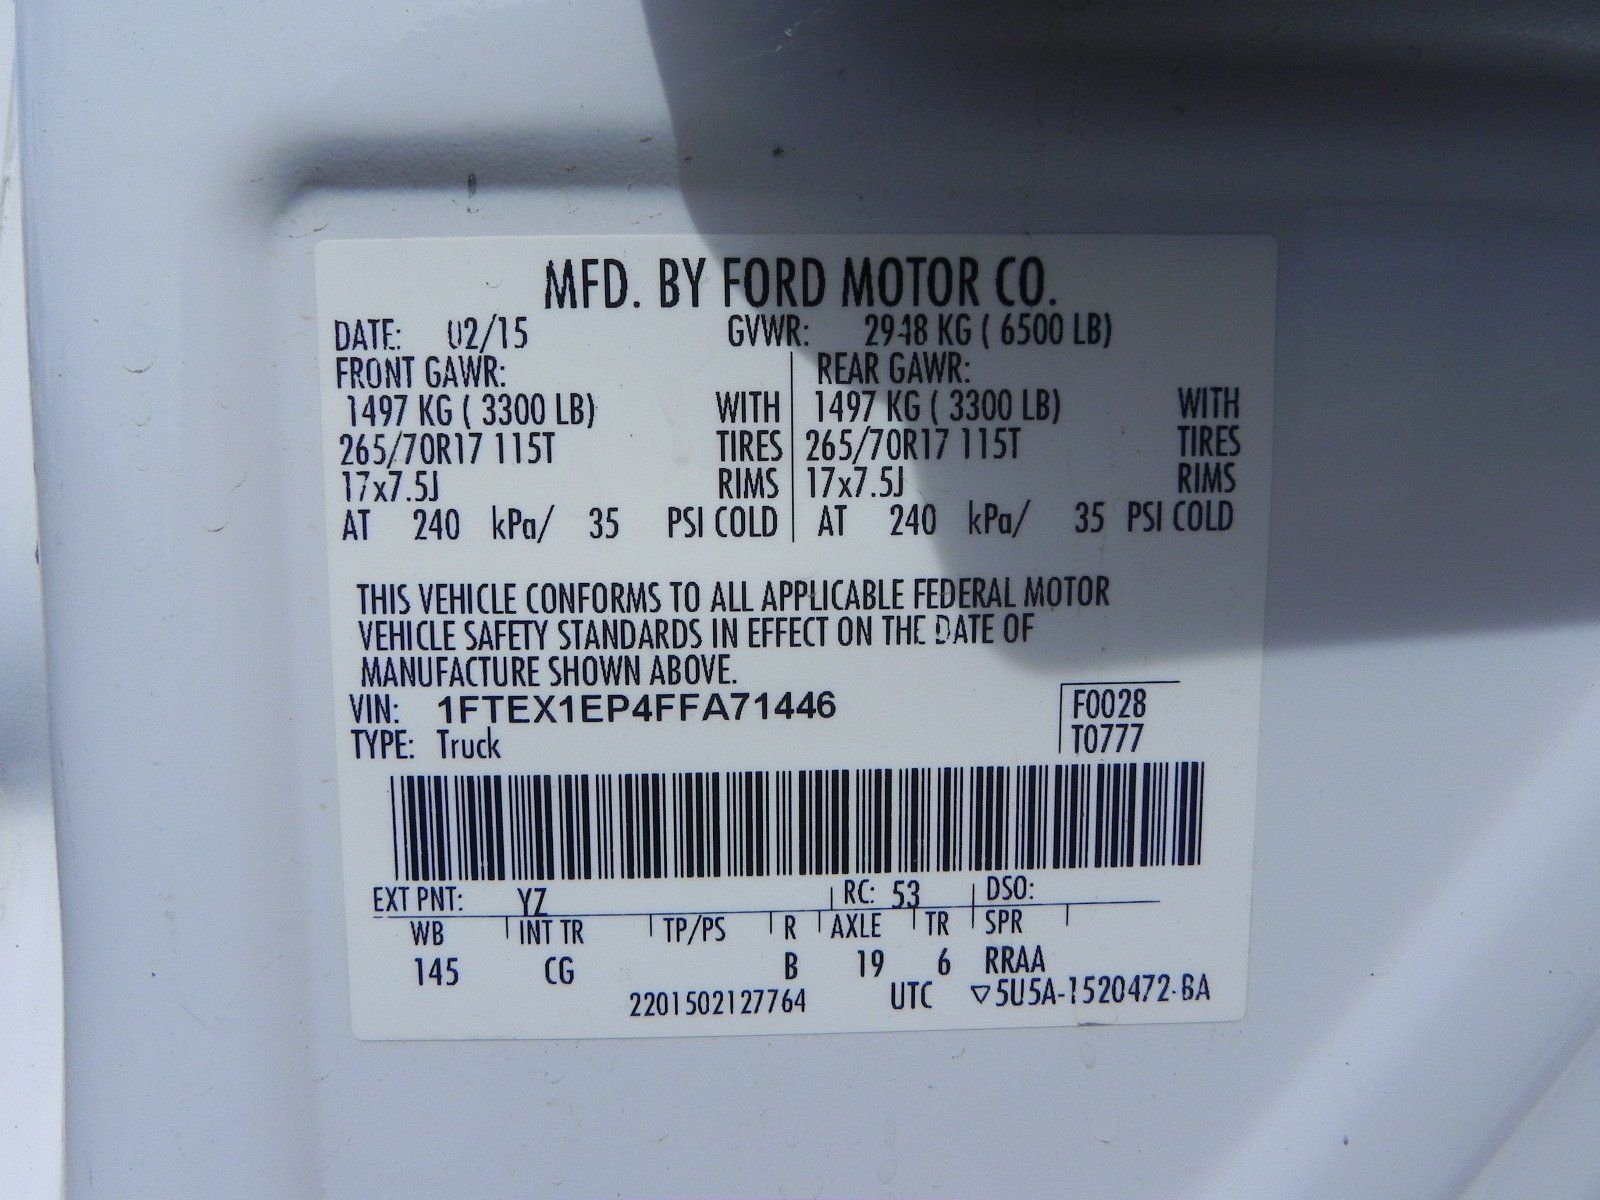 MFD. BY FORD MOTOR CO.
DATE: 02/15 GVWR: 2948 KG ( 6500 LB)
FRONT GAWR: REAR GAWR:
1497 KG ( 3300 LB) WITH 1497 KG ( 3300 LB) WITH
265/70R17 115T TIRES 265/70R17 115T TIRES
17x7.5J RIMS 17x7.5J RIMS
AT 240 kPa/ 35 PSI COLD AT 240 kPa/ 35 PSI COLD
THIS VEHICLE CONFORMS TO ALL APPLICABLE FEDERAL MOTOR
VEHICLE SAFETY STANDARDS IN EFFECT ON THE DATE OF
MANUFACTURE SHOWN ABOVE.
VIN: 1FTEX1EP4FFA71446 F0028
TYPE: Truck T0777
EXT PNT: YZ RC: 53 DSO:
WB INT TR TP/PS R AXLE TR SPR
145 CG B 19 6 RRAA
2201502127764 UTC ▽5U5A-1520472-BA